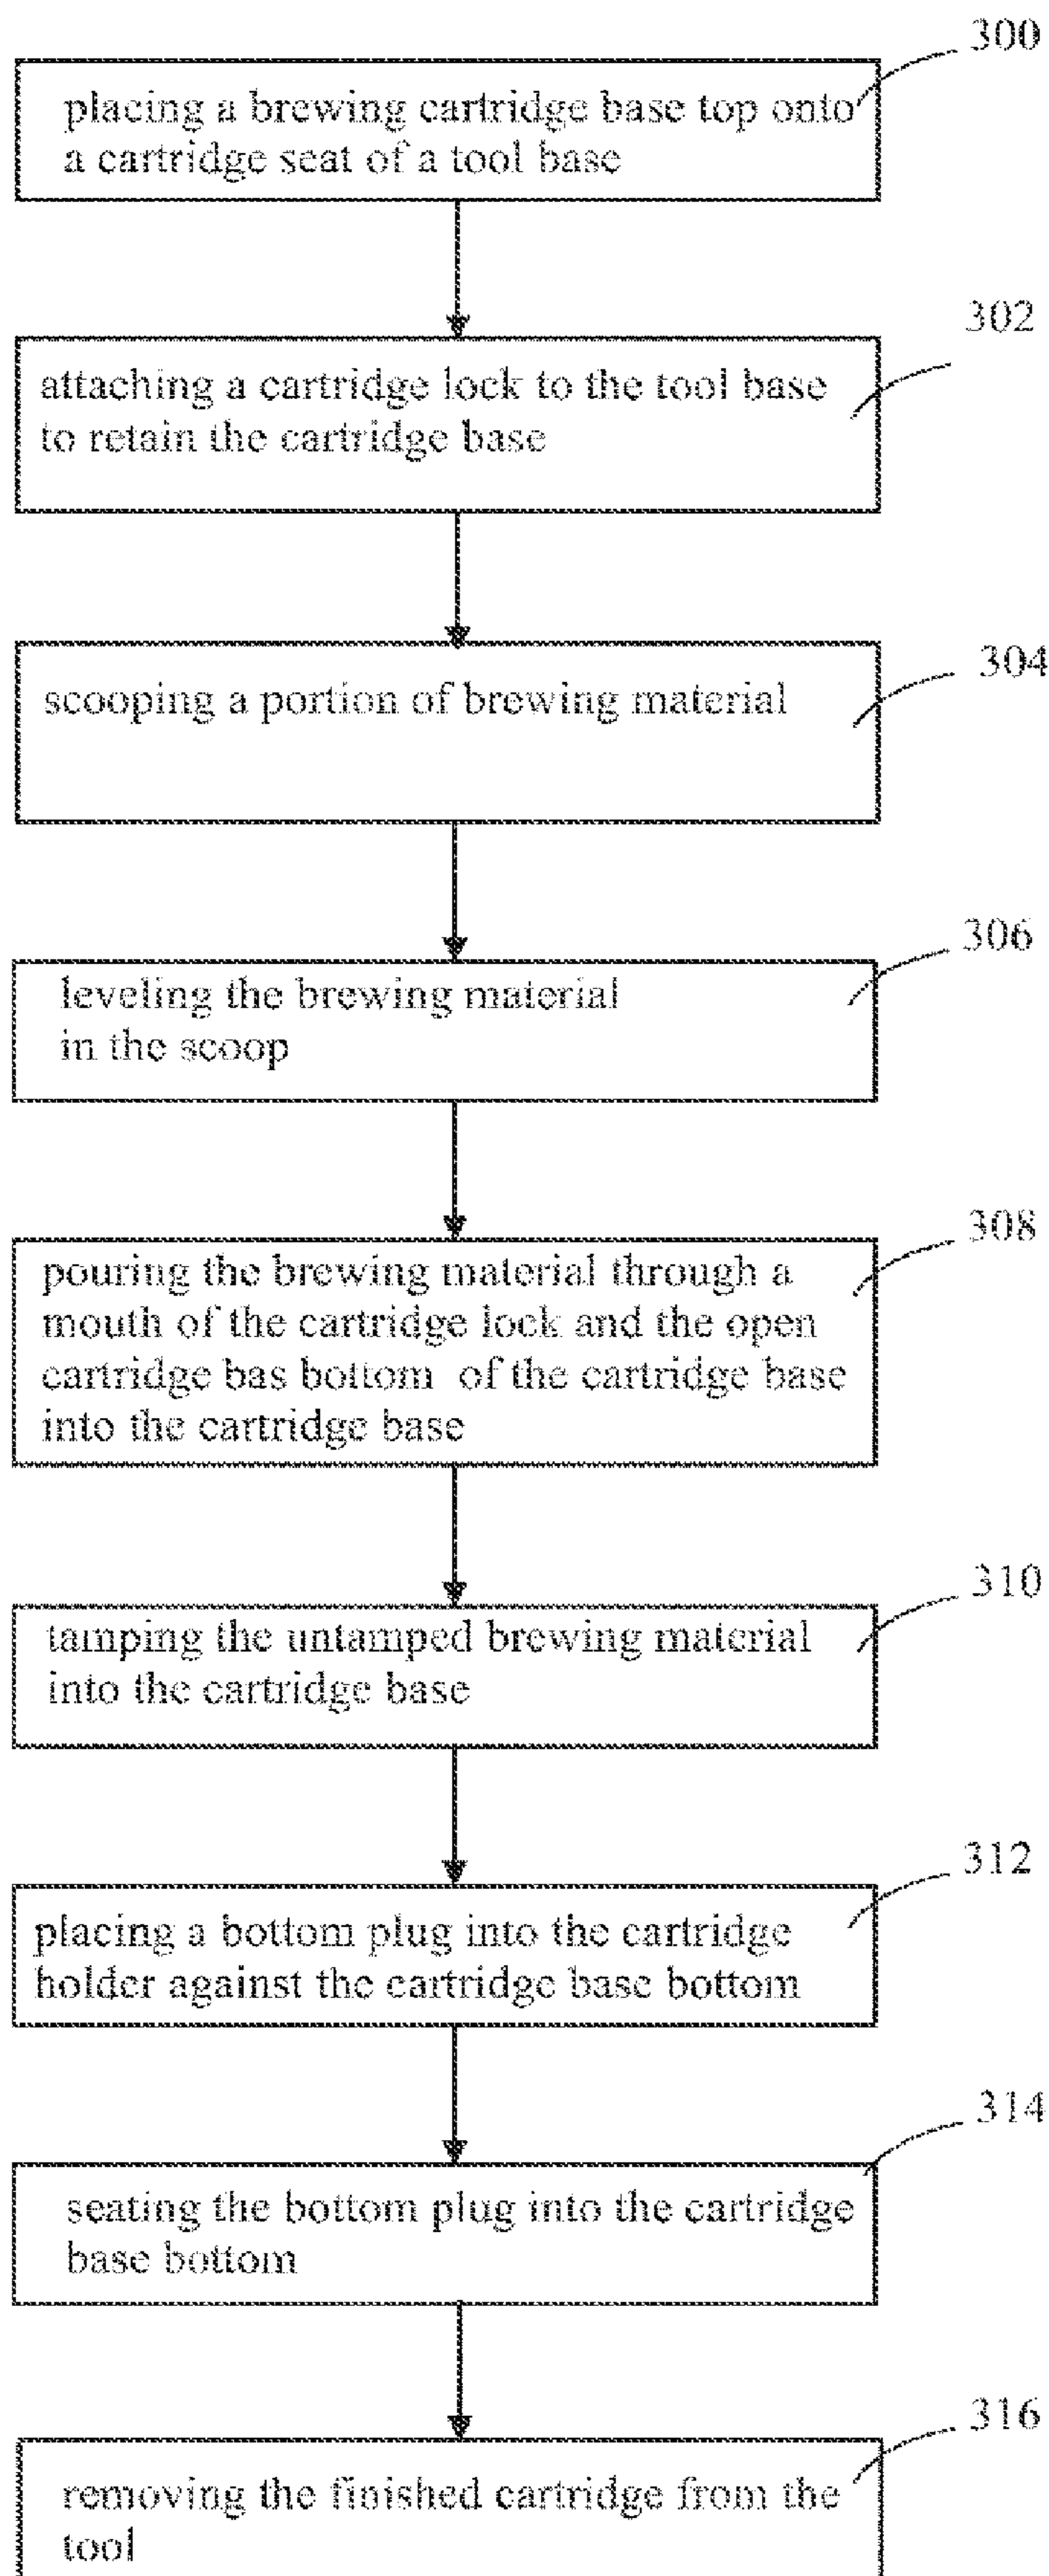 300
placing a brewing cartridge base top onto
a cartridge seat of a tool base
302
attaching a cartridge lock to the tool base
to retain the cartridge base
304
scooping a portion of brewing material
306
leveling the brewing material
in the scoop
308
pouring the brewing material through a
mouth of the cartridge lock and the open
cartridge bas bottom of the cartridge base
into the cartridge base
310
tamping the untamped brewing material
into the cartridge base
312
placing a bottom plug into the cartridge
holder against the cartridge base bottom
314
seating the bottom plug into the cartridge
base bottom
316
removing the finished cartridge from the
tool